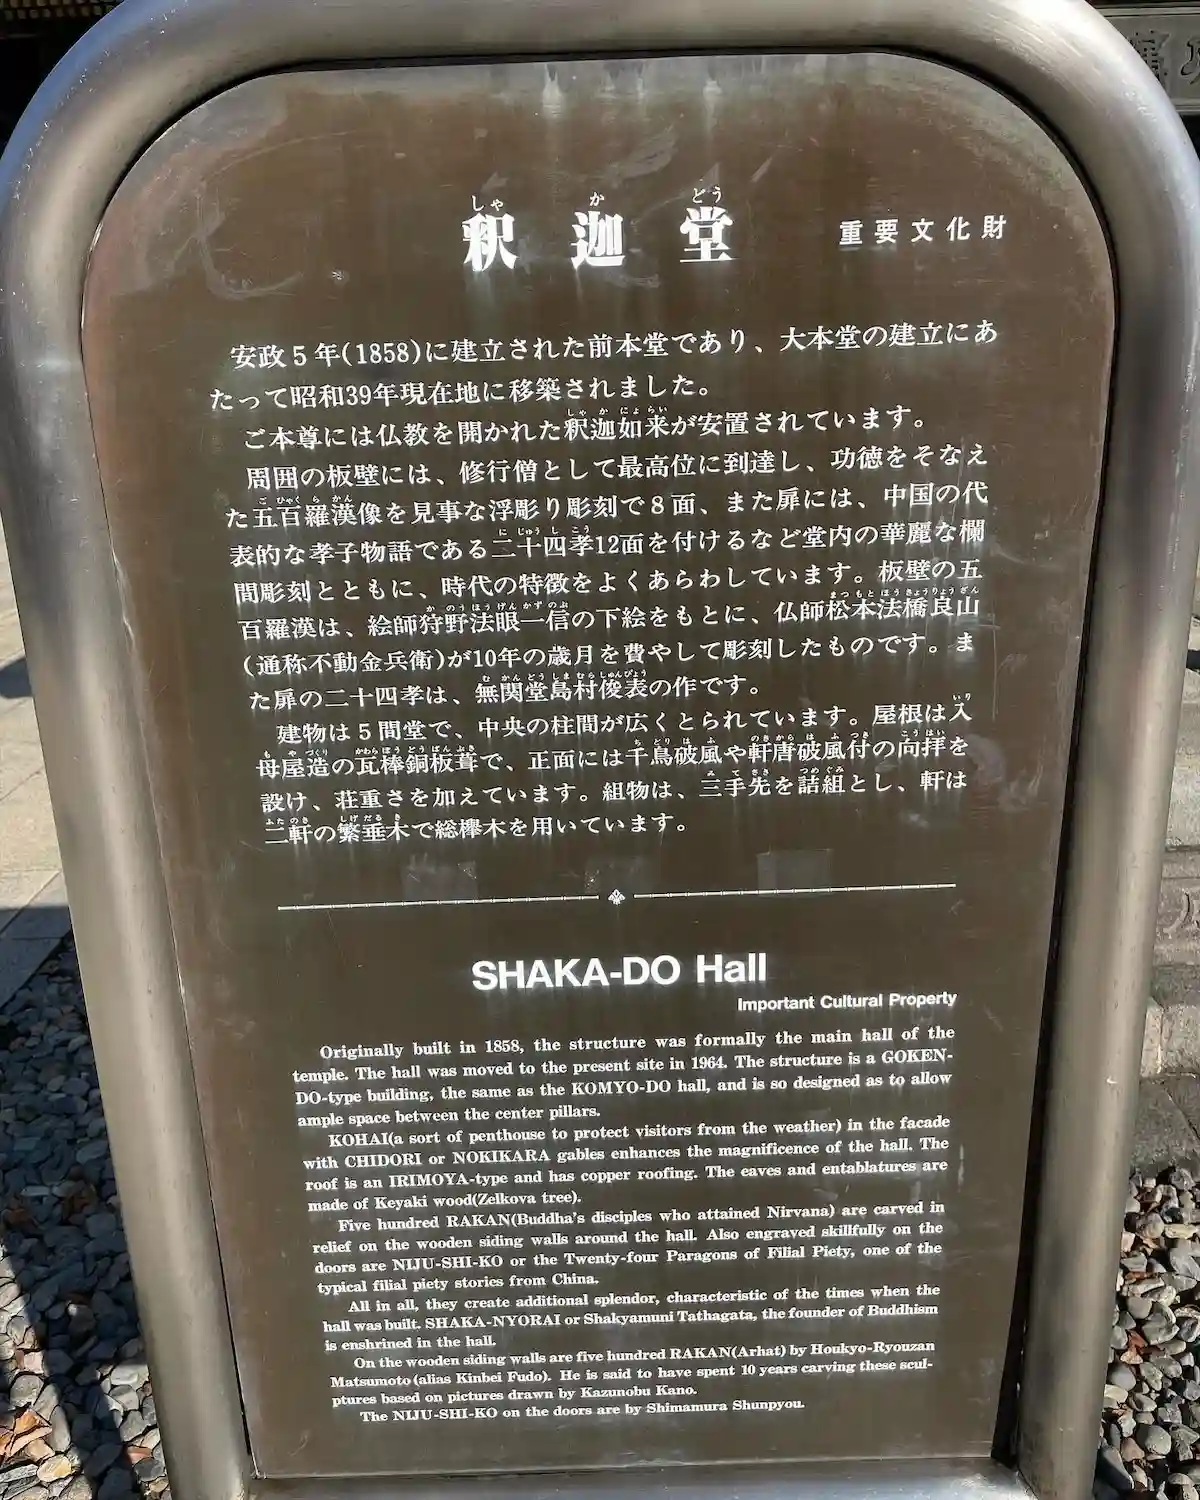 釈迦堂 重要文化財
安政5年(1858)に建立された前本堂であり、大本堂の建立にあ
たって昭和39年現在地に移築されました。
ご本尊には仏教を開かれた釈迦如来が安置されています。
周囲の板壁には、修行僧として最高位に到達し、功徳をそなえ
た五百羅漢像を見事な浮彫り彫刻で8面、また扉には、中国の代
表的な孝子物語である二十四孝12面を付けるなど堂内の華麗な欄
間彫刻とともに、時代の特徴をよくあらわしています。板壁の五
百羅漢は、絵師狩野法眼一信の下絵をもとに、仏師松本法橋良山
(通称不動金兵衛)が10年の歳月を費やして彫刻したものです。ま
た扉の二十四孝は、無関堂島村俊表の作です。
建物は5間堂で、中央の柱間が広くとられています。屋根は入
母屋造の瓦棒銅板葺で、正面には千鳥破風や軒唐破風付の向拝を
設け、荘重さを加えています。組物は、三手先を詰組とし、軒は
二軒の繁垂木で総欅木を用いています。
SHAKA-DO Hall
Important Cultural Property
Originally built in 1858, the structure was formally the main hall of the
temple. The hall was moved to the present site in 1964. The structure is a GOKEN-
DO-type building, the same as the KOMYO-DO hall, and is so designed as to allow
ample space between the center pillars.
KOHAI(a sort of penthouse to protect visitors from the weather) in the facade
with CHIDORI or NOKIKARA gables enhances the magnificence of the hall. The
roof is an IRIMOYA-type and has copper roofing. The eaves and entablatures are
made of Keyaki wood(Zelkova tree).
Five hundred RAKAN(Buddha's disciples who attained Nirvana) are carved in
relief on the wooden siding walls around the hall. Also engraved skillfully on the
doors are NIJU-SHI-KO or the Twenty-four Paragons of Filial Piety, one of the
typical filial piety stories from China.
All in all, they create additional splendor, characteristic of the times when the
hall was built. SHAKA-NYORAI or Shakyamuni Tathagata, the founder of Buddhism
is enshrined in the hall.
On the wooden siding walls are five hundred RAKAN(Arhat) by Houkyo-Ryouzan
Matsumoto(alias Kinbei Fudo). He is said to have spent 10 years carving these scul-
ptures based on pictures drawn by Kazunobu Kano.
The NIJU-SHI-KO on the doors are by Shimamura Shunpyou.